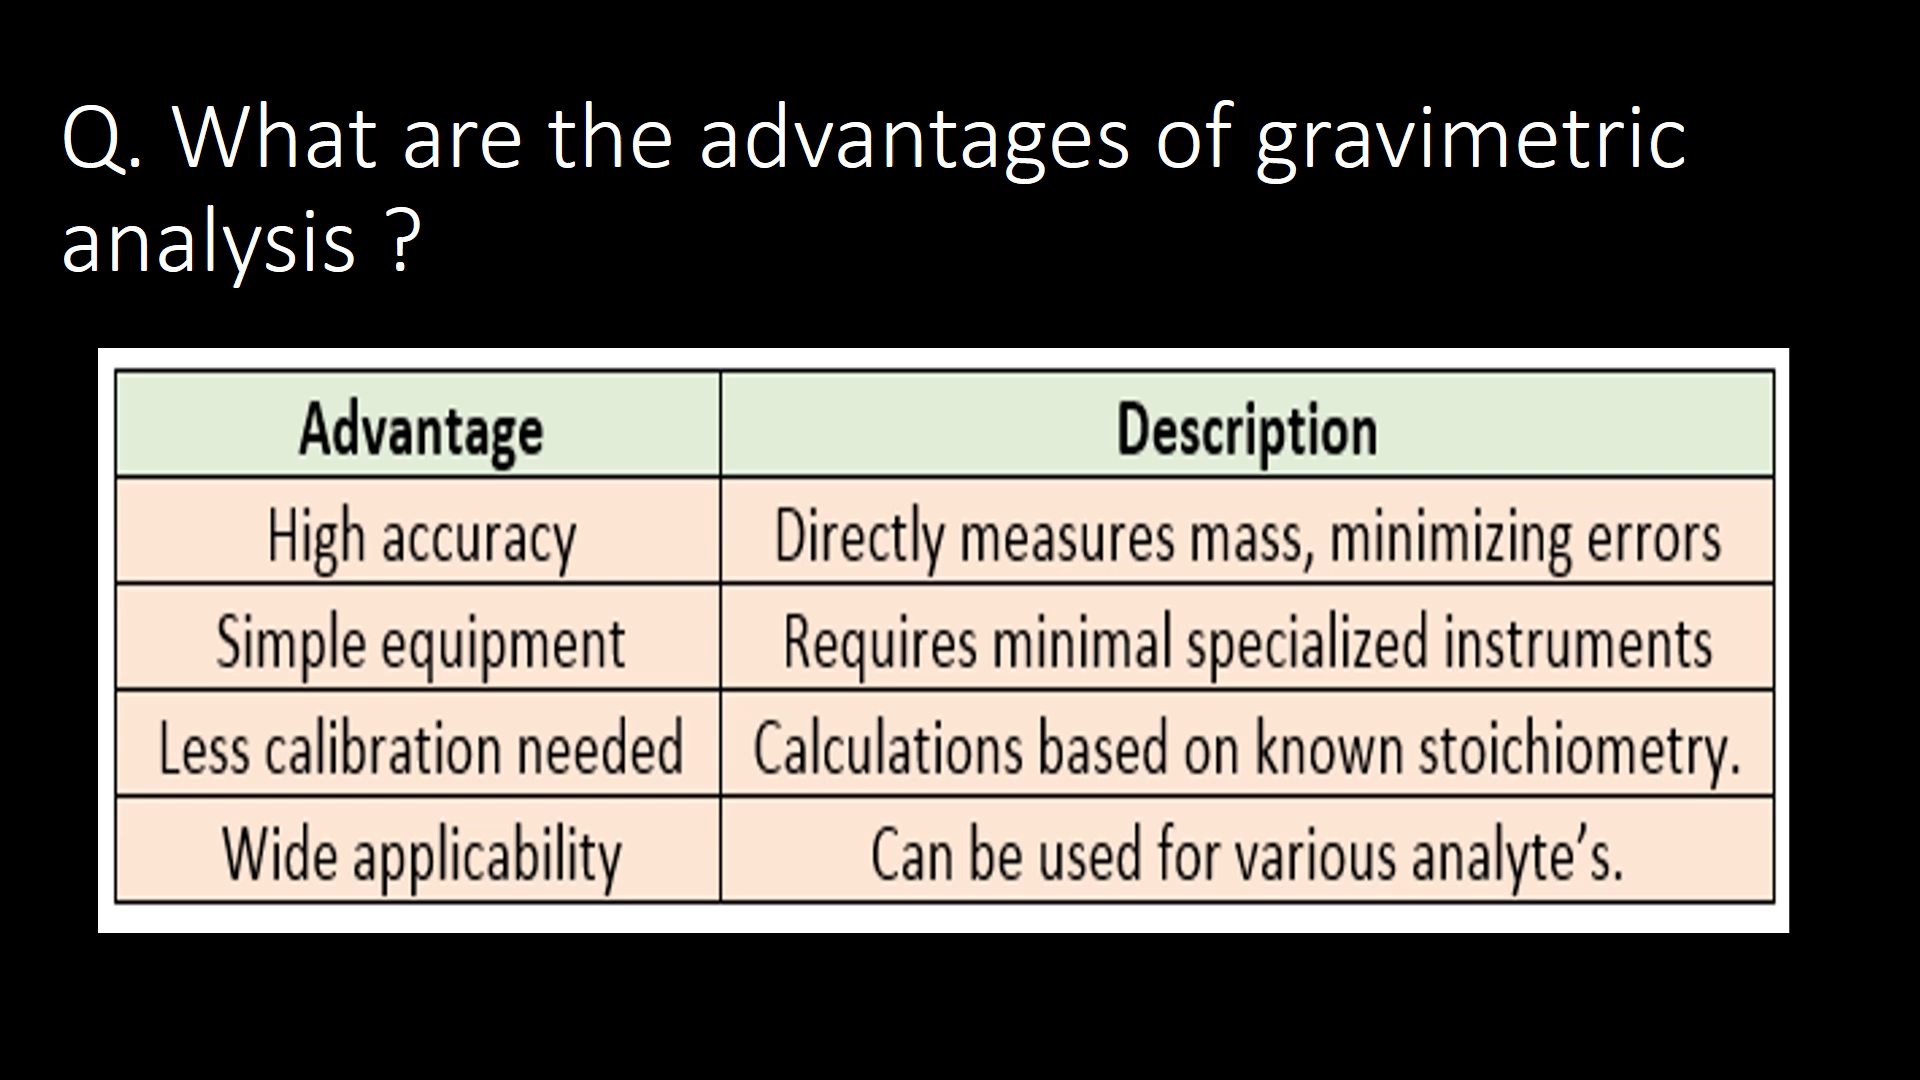 Q. What are the advantages of gravimetric
analysis ?
Advantage Description
High accuracy Directly measures mass, minimizing errors
Simple equipment Requires minimal specialized instruments
Less calibration needed Calculations based on known stoichiometry.
Wide applicability Can be used for various analyte’s.